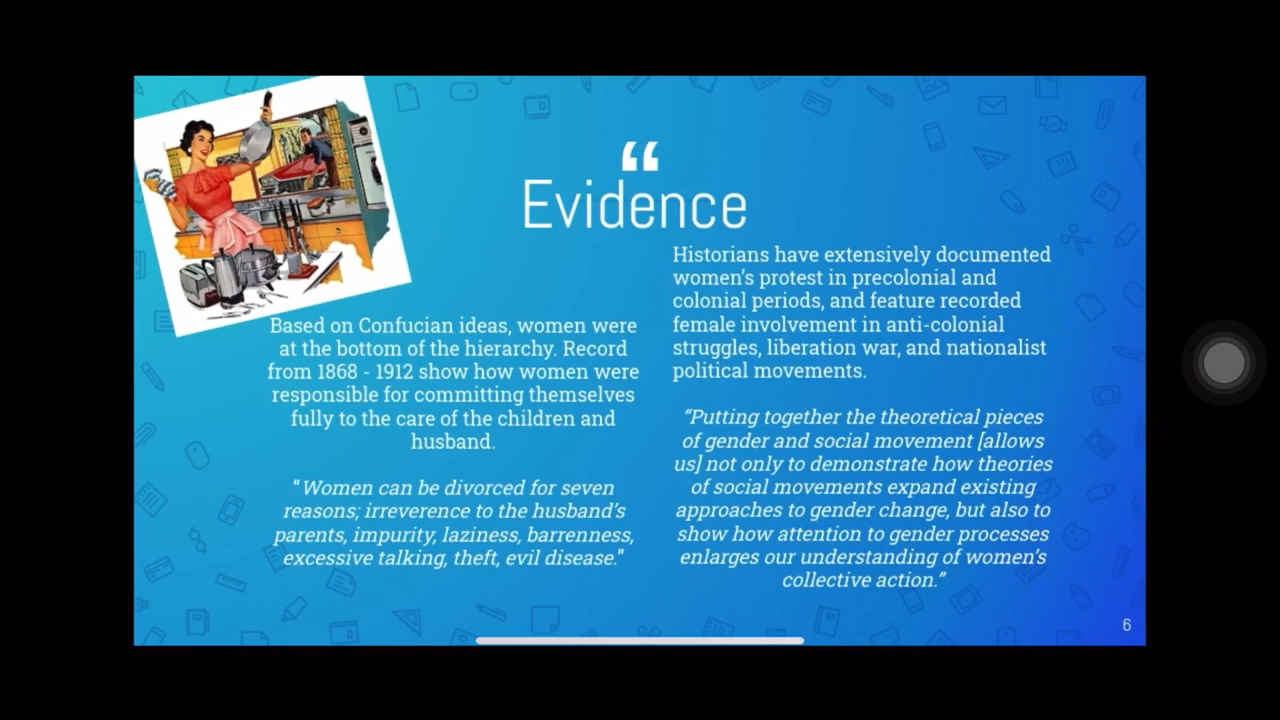 “
Evidence
Based on Confucian ideas, women were
at the bottom of the hierarchy. Record
from 1868 - 1912 show how women were
responsible for committing themselves
fully to the care of the children and
husband.
"Women can be divorced for seven
reasons; irreverence to the husband’s
parents, impurity, laziness, barrenness,
excessive talking, theft, evil disease."
Historians have extensively documented
women’s protest in precolonial and
colonial periods, and feature recorded
female involvement in anti-colonial
struggles, liberation war, and nationalist
political movements.
“Putting together the theoretical pieces
of gender and social movement [allows
us] not only to demonstrate how theories
of social movements expand existing
approaches to gender change, but also to
show how attention to gender processes
enlarges our understanding of women’s
collective action.”
6